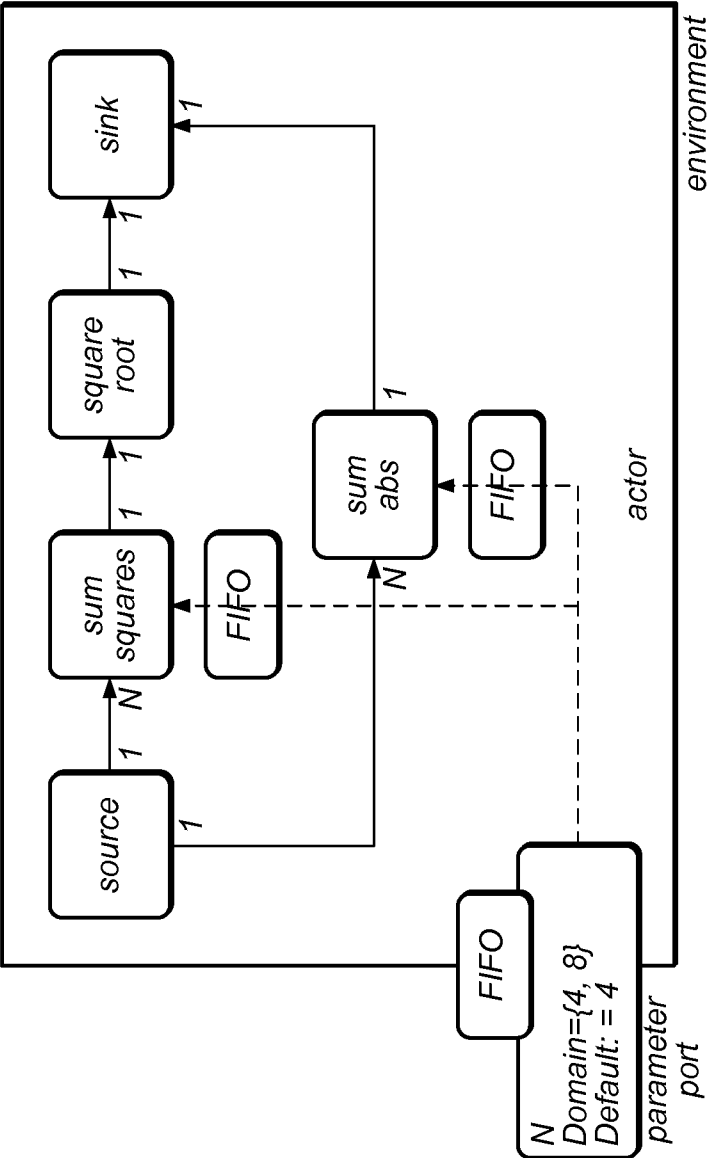 source
1
1
N
sum
squares
1
1
square
root
1
1
sink
1
FIFO
N
sum
abs
1
FIFO
FIFO
N
Domain={4, 8}
Default: = 4
parameter
port
actor
environment